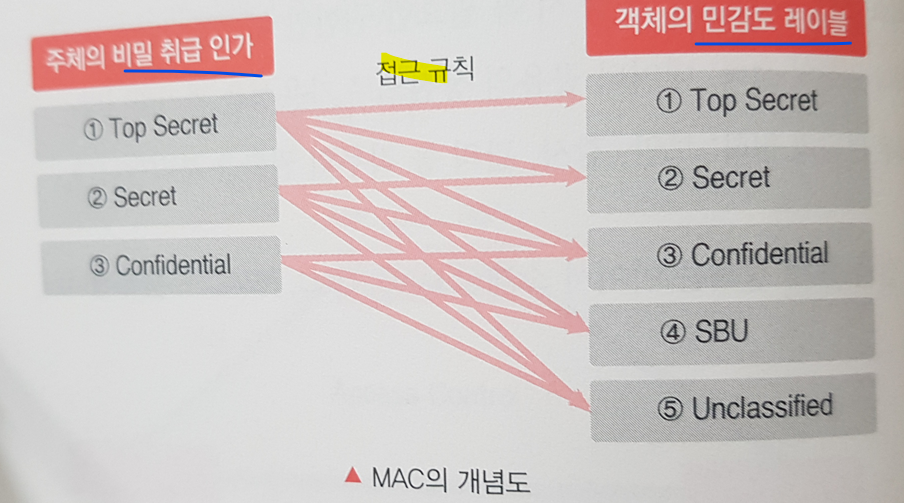 주체의 비밀 취급 인가
① Top Secret
② Secret
③ Confidential
접근 규칙
객체의 민감도 레이블
① Top Secret
② Secret
③ Confidential
④ SBU
⑤ Unclassified
▲ MAC의 개념도